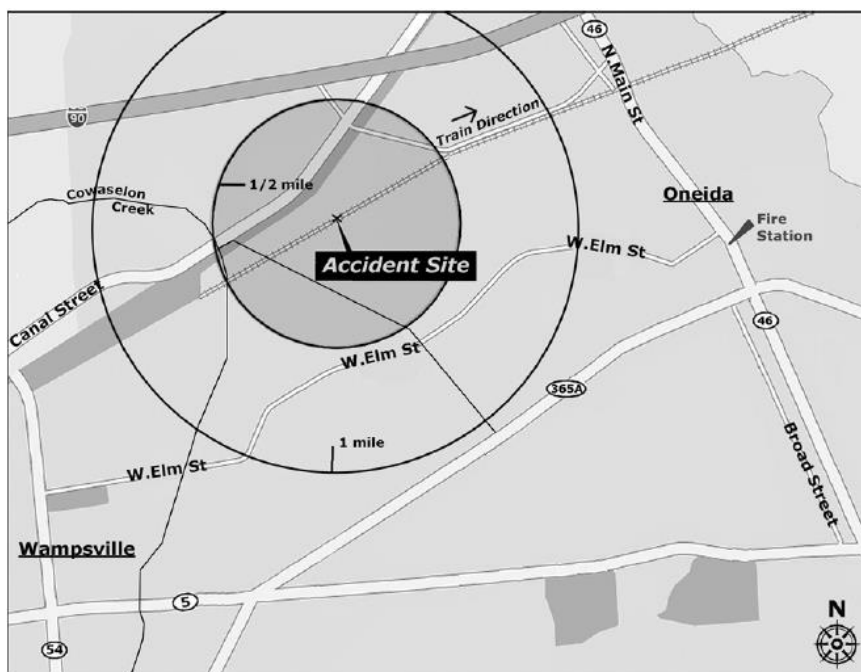 46
N.Main St
90
Train Direction
1/2 mile
Cowaselon
Creek
Oneida
Fire
Station
W.Elm St
Accident Site
Canal Street
46
W.Elm St
365A
1 mile
W.Elm St
Broad Street
Wampsville
5
N
54